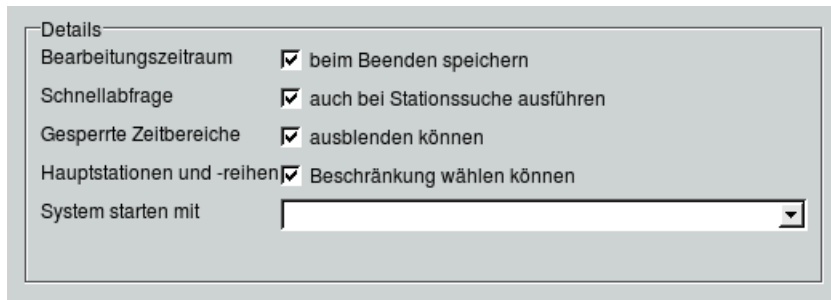 Details
Bearbeitungszeitraum beim Beenden speichern
Schnellabfrage auch bei Stationssuche ausführen
Gesperrte Zeitbereiche ausblenden können
Hauptstationen und -reihen Beschränkung wählen können
System starten mit